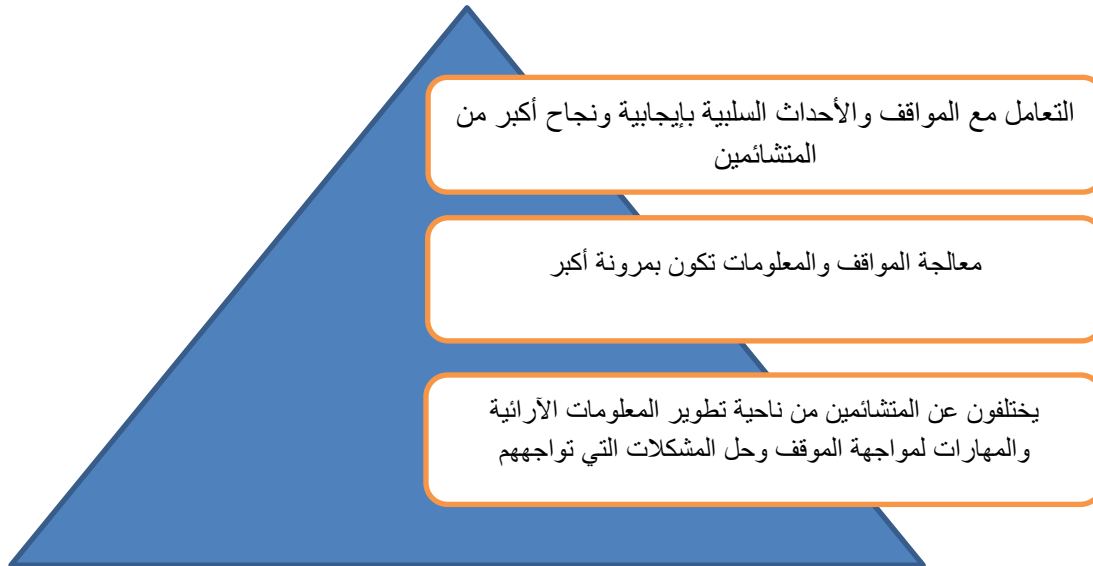 التعامل مع المواقف والأحداث السلبية بإيجابية ونجاح أكبر من
المتشائمين
معالجة المواقف والمعلومات تكون بمرونة أكبر
يختلفون عن المتشائمين من ناحية تطوير المعلومات الآرائية
والمهارات لمواجهة الموقف وحل المشكلات التي تواجههم